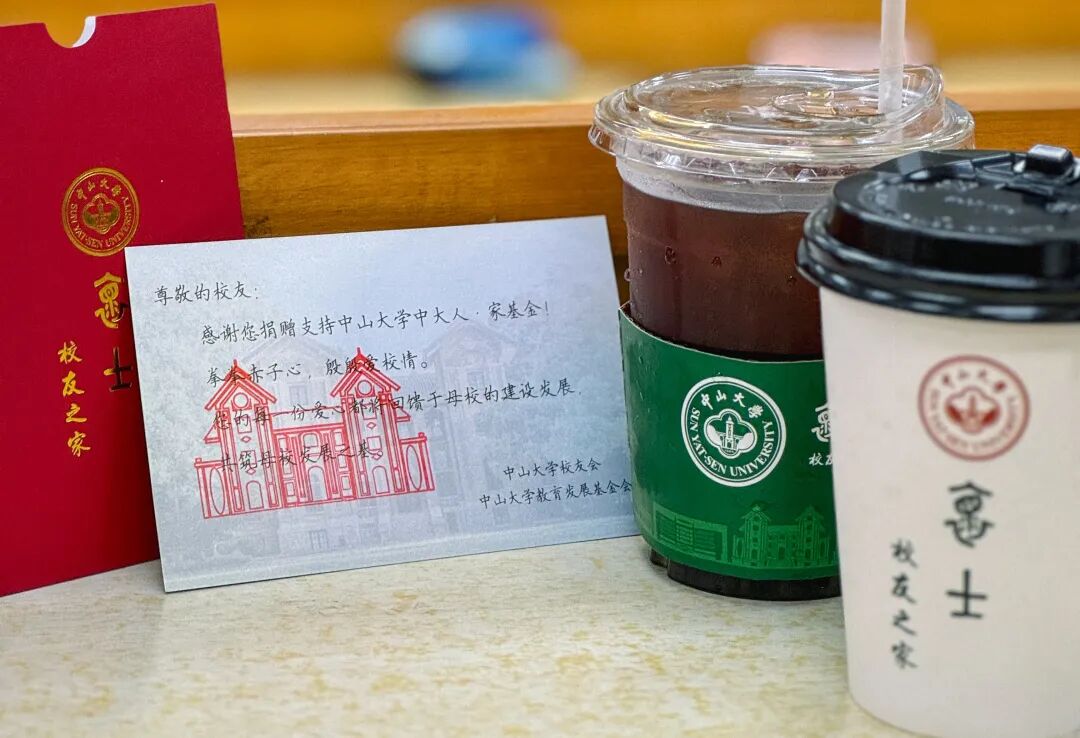 中山大学
SUN YAT-SEN UNIVERSITY
士
校友之家
尊敬的校友：
感谢您捐赠支持中山大学中大人·家基金！
拳拳赤子心，殷殷爱校情。
您的每一份爱心都将回馈于母校的建设发展，
共筑母校发展之基。
中山大学校友会
中山大学教育发展基金会
中山大学
SUN YAT-SEN UNIVERSITY
校友
中山大学
SUN YAT-SEN UNIVERSITY
士
校友之家